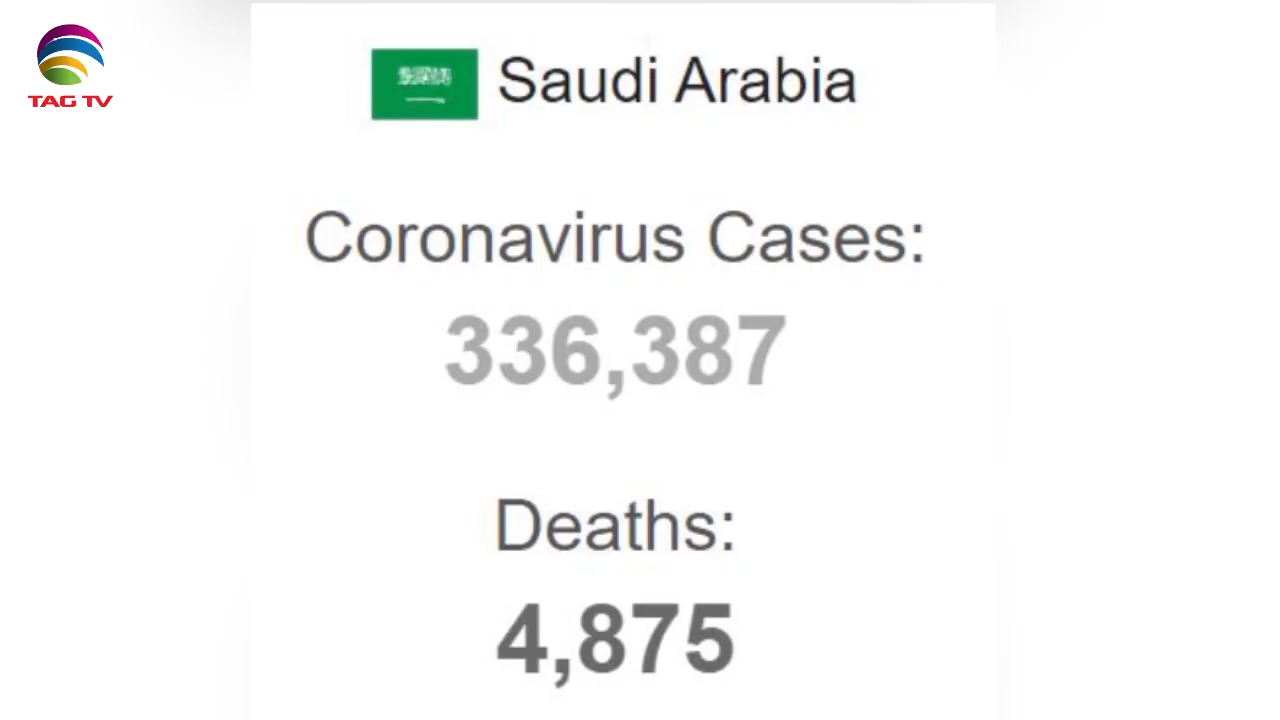 TAG TV
Saudi Arabia
Coronavirus Cases:
336,387
Deaths:
4,875